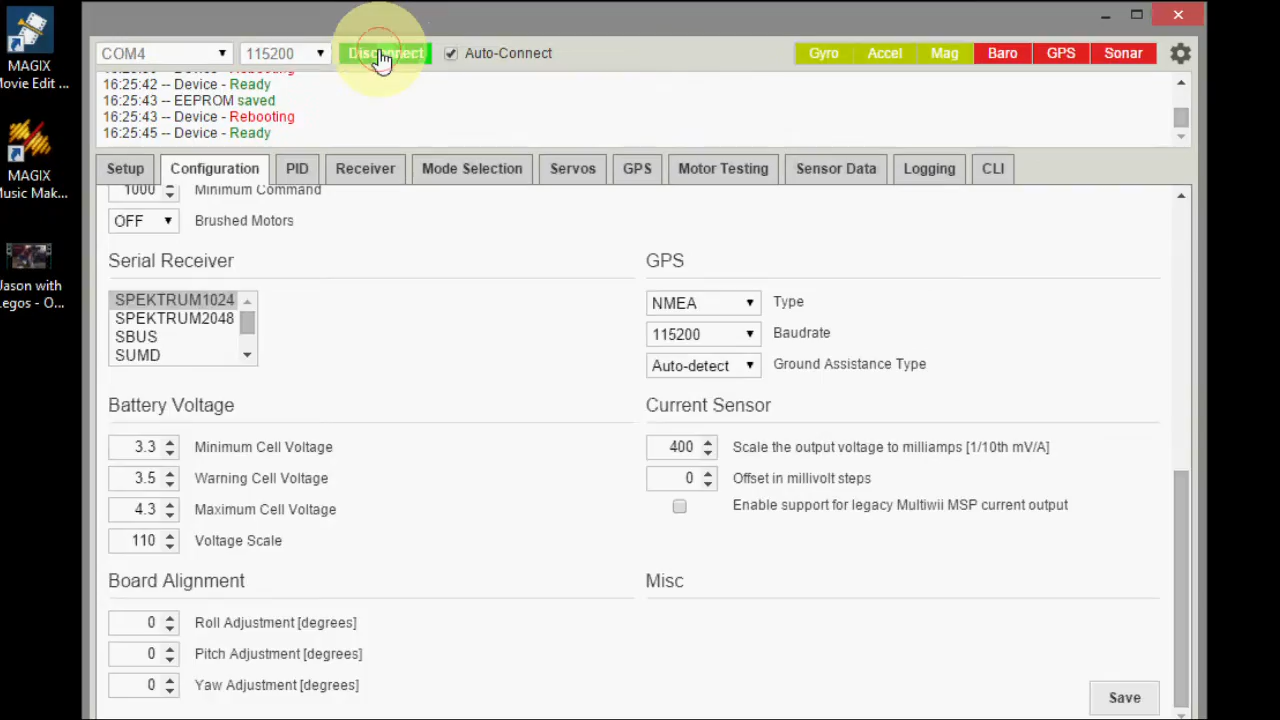 MAGIX
Movie Edit ...
MAGIX
Music Mak...
Jason with
Legos - O...
COM4
115200
Disconnect
Auto-Connect
Gyro
Accel
Mag
Baro
GPS
Sonar
Rebooting
16:25:42 -- Device - Ready
16:25:43 -- EEPROM saved
16:25:43 -- Device - Rebooting
16:25:45 -- Device - Ready
Setup
Configuration
PID
Receiver
Mode Selection
Servos
GPS
Motor Testing
Sensor Data
Logging
CLI
1000 Minimum Command
OFF Brushed Motors
Serial Receiver
SPEKTRUM1024
SPEKTRUM2048
SBUS
SUMD
GPS
NMEA Type
115200 Baudrate
Auto-detect Ground Assistance Type
Battery Voltage
3.3 Minimum Cell Voltage
3.5 Warning Cell Voltage
4.3 Maximum Cell Voltage
110 Voltage Scale
Current Sensor
400 Scale the output voltage to milliamps [1/10th mV/A]
0 Offset in millivolt steps
Enable support for legacy Multiwii MSP current output
Board Alignment
0 Roll Adjustment [degrees]
0 Pitch Adjustment [degrees]
0 Yaw Adjustment [degrees]
Misc
Save